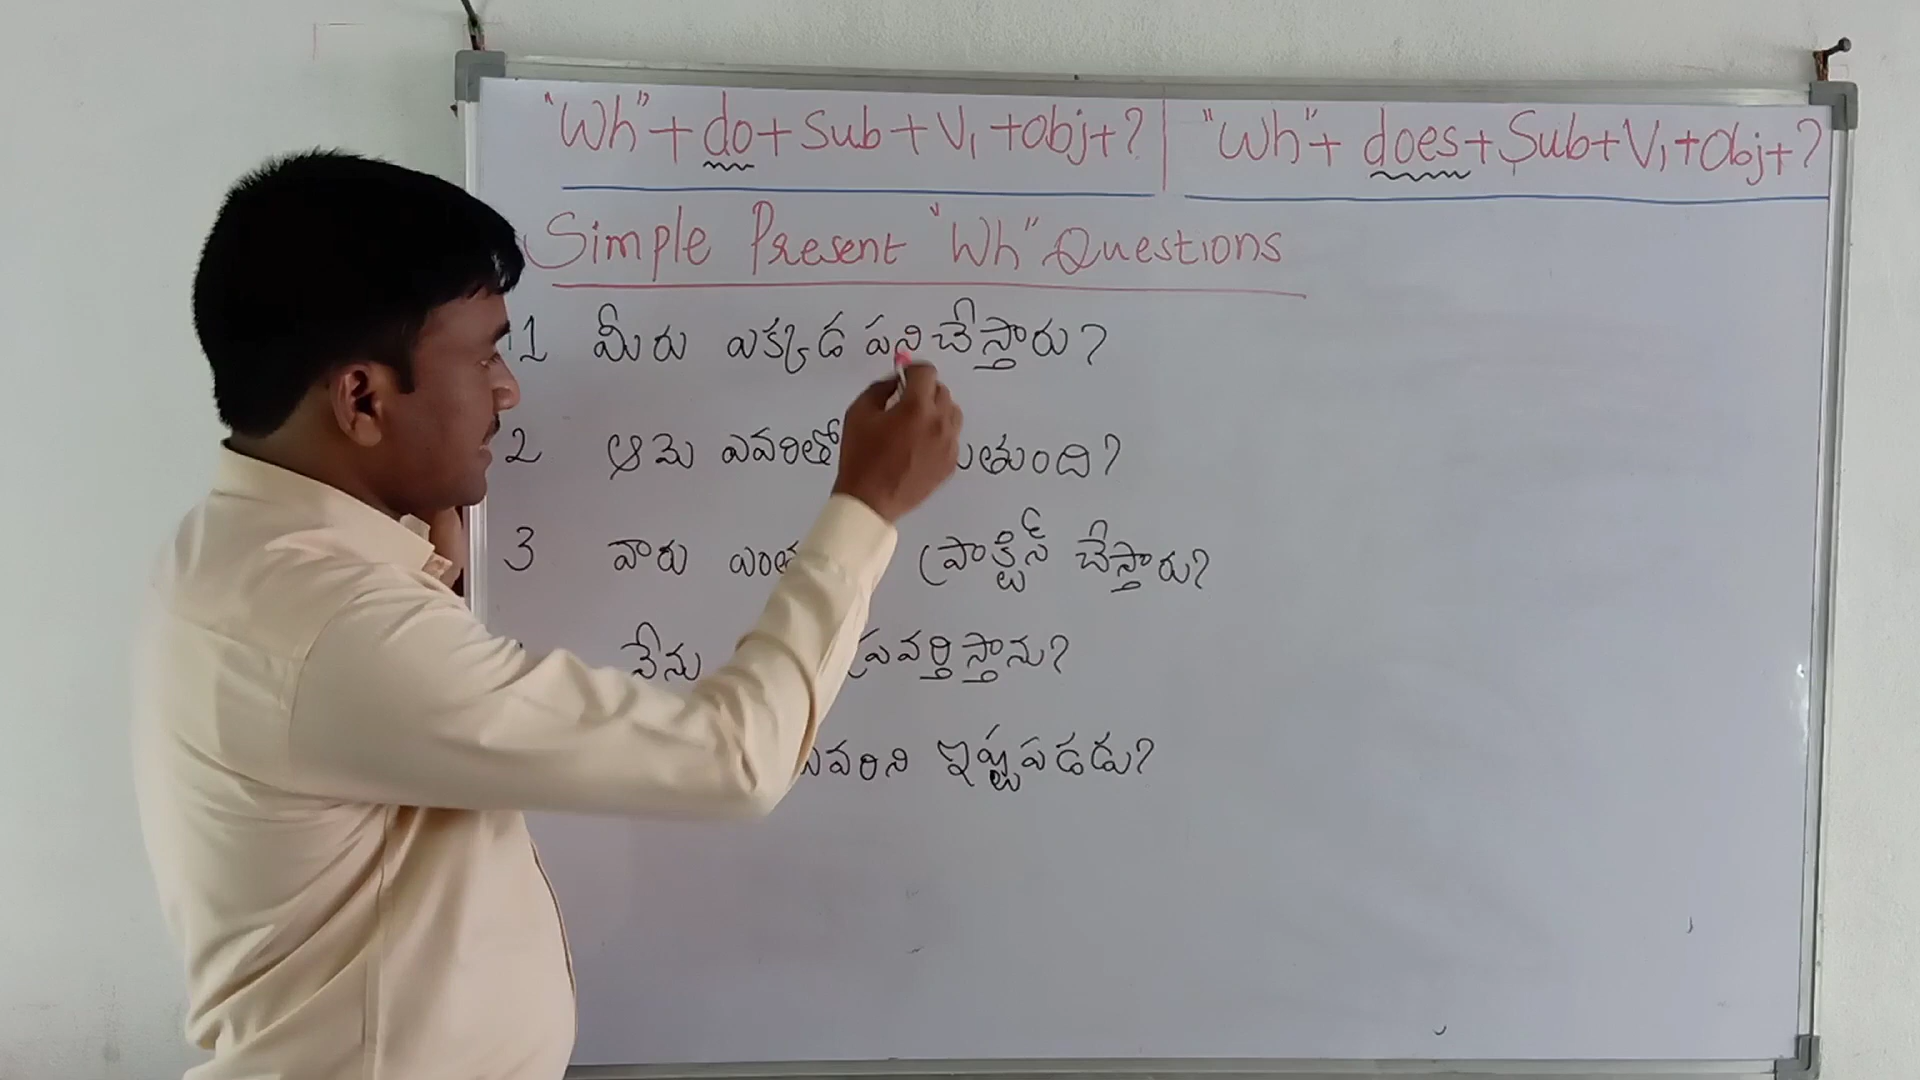 "Wh" + do + Sub + V1 + Obj + ? | "Wh" + does + Sub + V1 + Obj + ?
Simple Present "Wh" Questions
1 మీరు ఎక్కడ పనిచేస్తారు?
2 ఆమె ఎవరితో
3 వారు ప్రాక్టీస్ చేస్తారు?
నేను ప్రవర్తిస్తాను?
ఎవరిని ఇష్టపడడు?